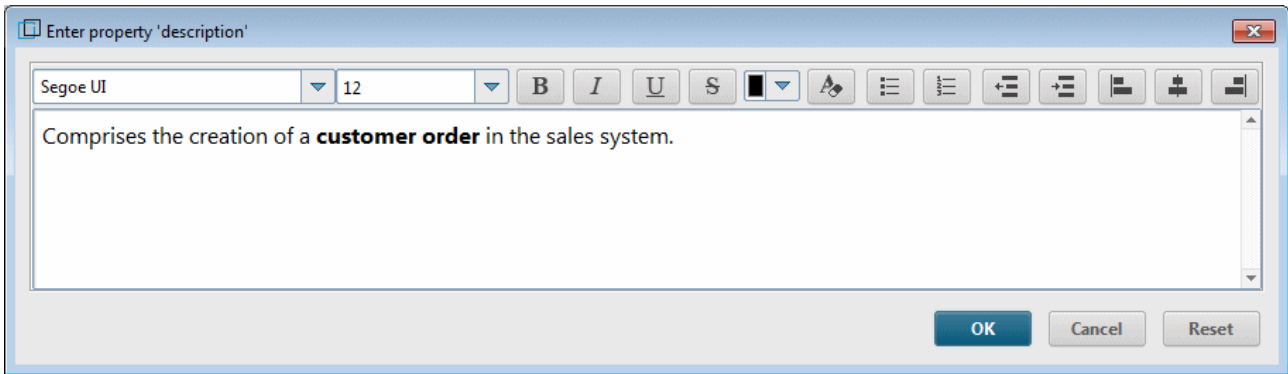 Enter property 'description'
Segoe UI 12 B I U S
Comprises the creation of a customer order in the sales system.
OK Cancel Reset